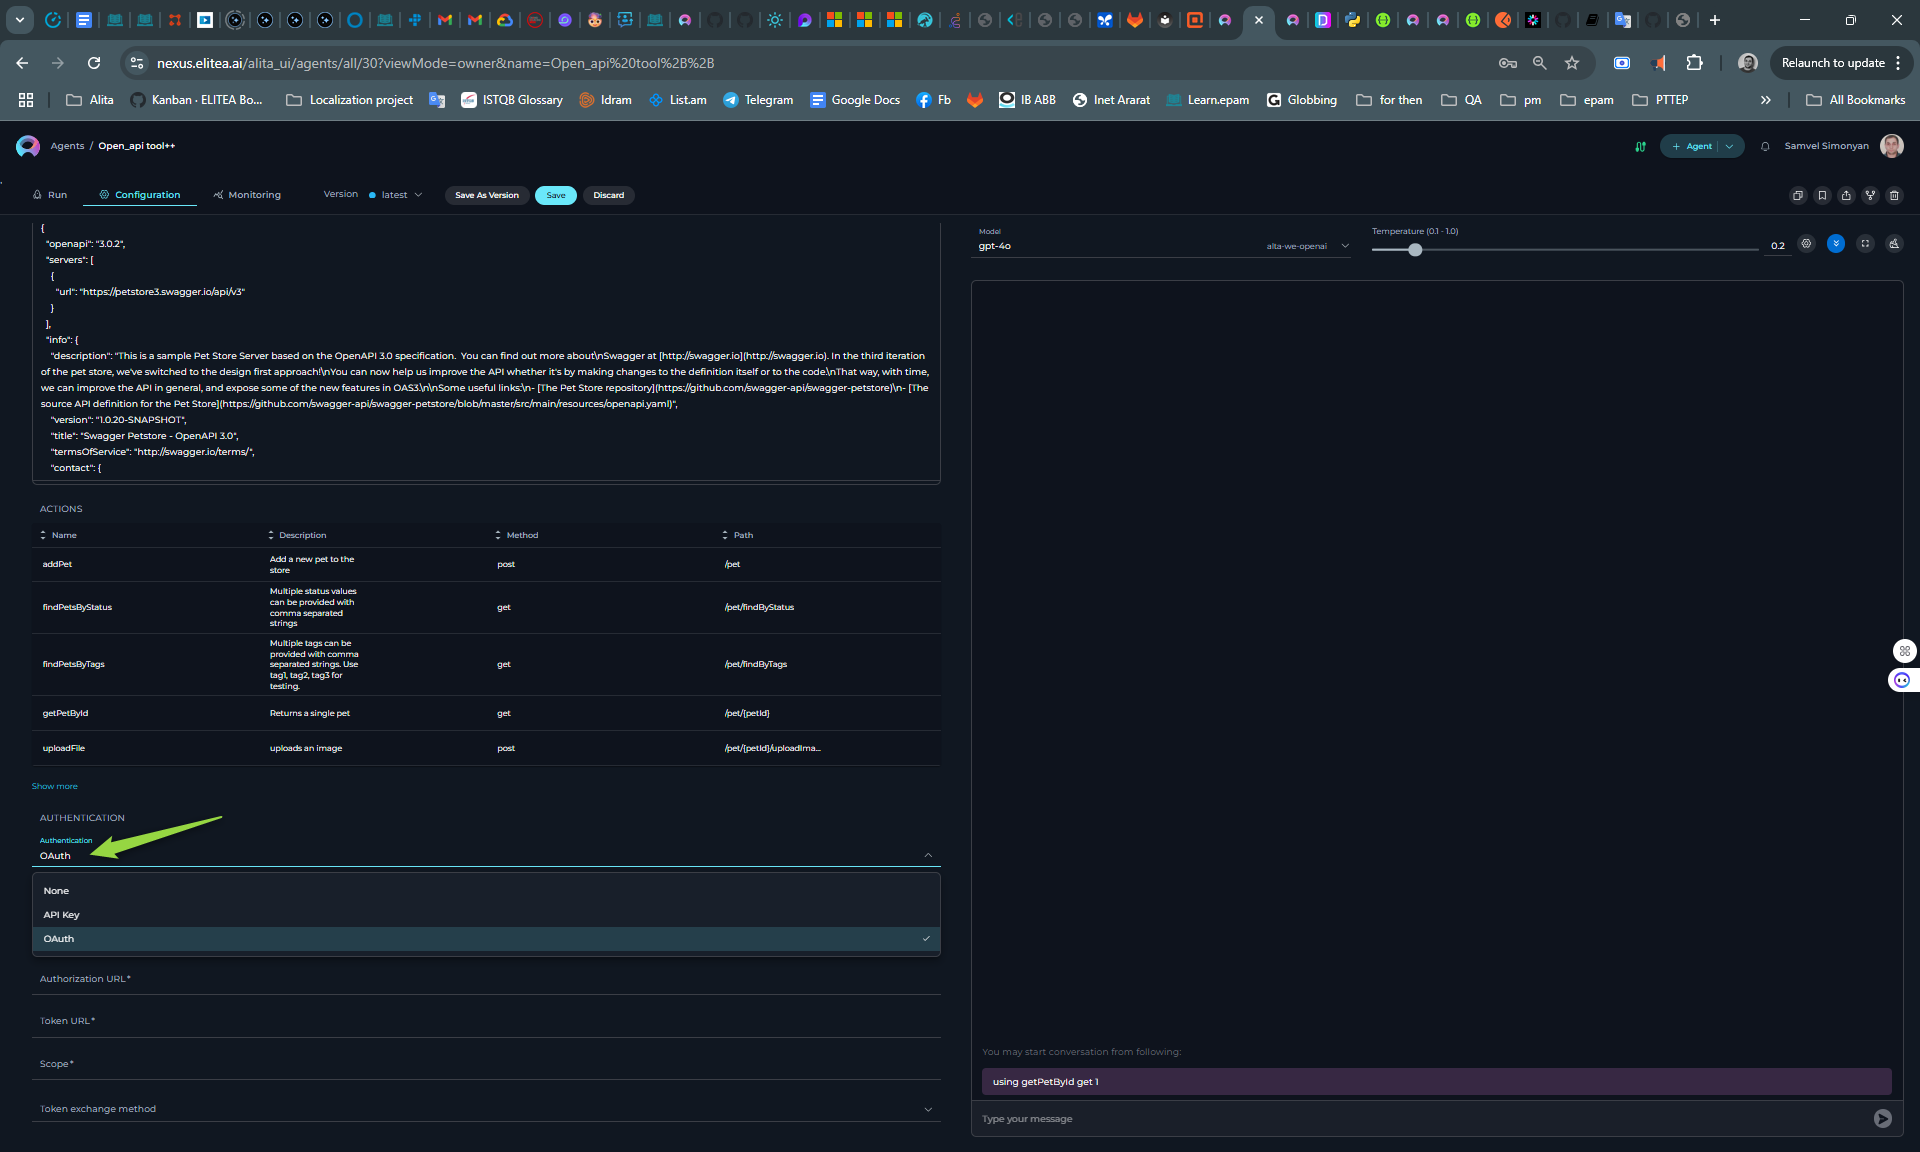 nexus.elitea.ai/alita_ui/agents/all/30?viewMode=owner&name=Open_api%20tool%2B%2B
Relaunch to update
Alita
Kanban · ELITEA Bo...
Localization project
ISTQB Glossary
Idram
List.am
Telegram
Google Docs
Fb
IB ABB
Inet Ararat
Learn.epam
Globbing
for then
QA
pm
epam
PTTEP
All Bookmarks
Agents / Open_api tool++
Agent
Samvel Simonyan
Run
Configuration
Monitoring
Version
latest
Save As Version
Save
Discard
{
"openapi": "3.0.2",
"servers": [
{
"url": "https://petstore3.swagger.io/api/v3"
}
],
"info": {
"description": "This is a sample Pet Store Server based on the OpenAPI 3.0 specification.  You can find out more about\nSwagger at [http://swagger.io](http://swagger.io). In the third iteration
of the pet store, we've switched to the design first approach!\nYou can now help us improve the API whether it's by making changes to the definition itself or to the code.\nThat way, with time,
we can improve the API in general, and expose some of the new features in OAS3.\n\nSome useful links:\n- [The Pet Store repository](https://github.com/swagger-api/swagger-petstore)\n- [The
source API definition for the Pet Store](https://github.com/swagger-api/swagger-petstore/blob/master/src/main/resources/openapi.yaml)",
"version": "1.0.20-SNAPSHOT",
"title": "Swagger Petstore - OpenAPI 3.0",
"termsOfService": "http://swagger.io/terms/",
"contact": {
ACTIONS
Name Description Method Path
addPet Add a new pet to the
store post /pet
findPetsByStatus Multiple status values
can be provided with
comma separated
strings get /pet/findByStatus
findPetsByTags Multiple tags can be
provided with comma
separated strings. Use
tag1, tag2, tag3 for
testing. get /pet/findByTags
getPetById Returns a single pet get /pet/{petId}
uploadFile uploads an image post /pet/{petId}/uploadIma...
Show more
AUTHENTICATION
Authentication
OAuth
None
API Key
OAuth
Authorization URL*
Token URL*
Scope*
Token exchange method
Model
gpt-4o
alta-we-openai
Temperature (0.1 - 1.0)
0.2
You may start conversation from following:
using getPetById get 1
Type your message